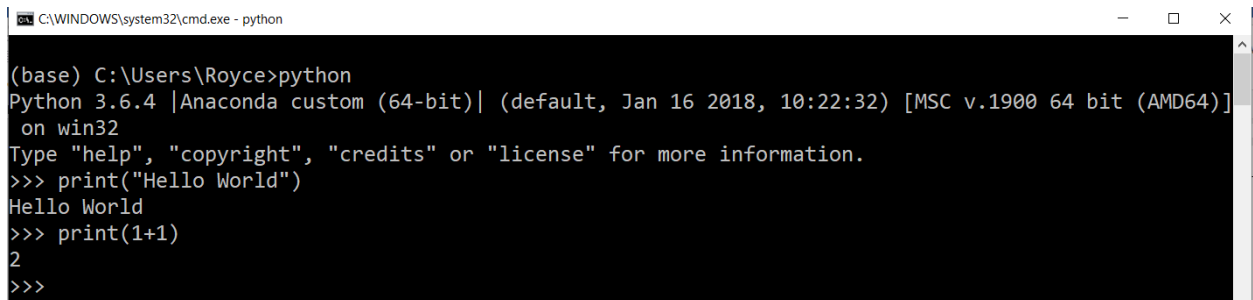 C:\WINDOWS\system32\cmd.exe - python
(base) C:\Users\Royce>python
Python 3.6.4 |Anaconda custom (64-bit)| (default, Jan 16 2018, 10:22:32) [MSC v.1900 64 bit (AMD64)]
 on win32
Type "help", "copyright", "credits" or "license" for more information.
>>> print("Hello World")
Hello World
>>> print(1+1)
2
>>>